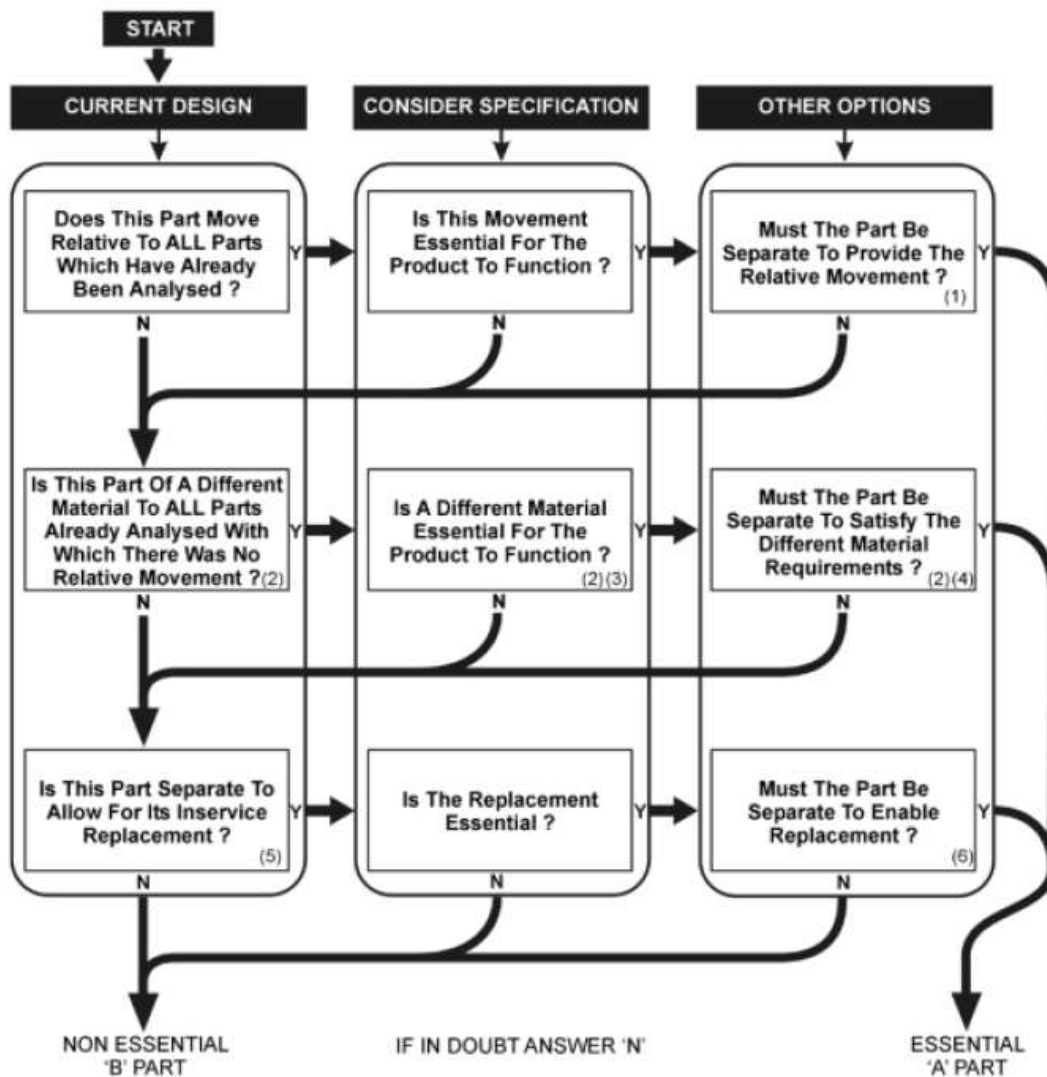 START
CURRENT DESIGN
CONSIDER SPECIFICATION
OTHER OPTIONS
Does This Part Move
Relative To ALL Parts
Which Have Already
Been Analysed ?
Y
Is This Movement
Essential For The
Product To Function ?
Y
Must The Part Be
Separate To Provide The
Relative Movement ?
(1)
Y
N
N
N
Is This Part Of A Different
Material To ALL Parts
Already Analysed With
Which There Was No
Relative Movement ? (2)
Y
Is A Different Material
Essential For The
Product To Function ?
(2) (3)
Y
Must The Part Be
Separate To Satisfy The
Different Material
Requirements ?
(2) (4)
Y
N
N
N
Is This Part Separate To
Allow For Its Inservice
Replacement ?
(5)
Y
Is The Replacement
Essential ?
Y
Must The Part Be
Separate To Enable
Replacement ?
(6)
Y
N
N
N
NON ESSENTIAL
'B' PART
IF IN DOUBT ANSWER 'N'
ESSENTIAL
'A' PART